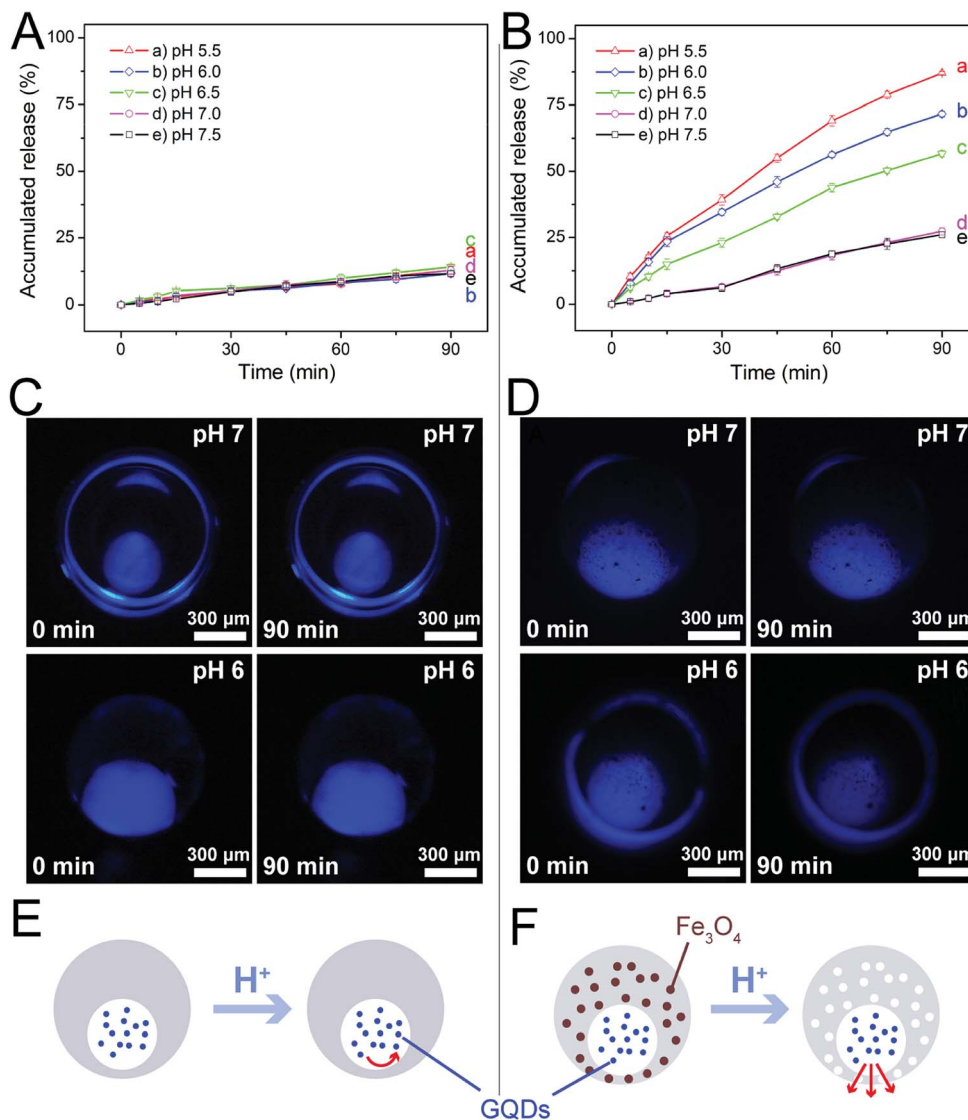 A
Accumulated release (%)
100
75
50
25
0
a) pH 5.5
b) pH 6.0
c) pH 6.5
d) pH 7.0
e) pH 7.5
c
a
d
e
b
0 30 60 90
Time (min)
B
Accumulated release (%)
100
75
50
25
0
a) pH 5.5
b) pH 6.0
c) pH 6.5
d) pH 7.0
e) pH 7.5
a
b
c
d
e
0 30 60 90
Time (min)
C
pH 7
0 min
300 µm
pH 7
90 min
300 µm
pH 6
0 min
300 µm
pH 6
90 min
300 µm
D
A
pH 7
0 min
300 µm
pH 7
90 min
300 µm
pH 6
0 min
300 µm
pH 6
90 min
300 µm
E
H⁺
GQDs
F
Fe₃O₄
H⁺